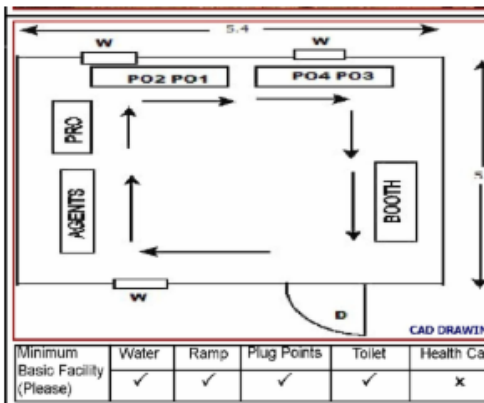 5.4
W W
PO2 PO1 PO4 PO3
PRO
AGENTS
BOOTH
W
D
CAD DRAWIN
Minimum Basic Facility (Please) Water Ramp Plug Points Toilet Health Ca
✓ ✓ ✓ ✓ x